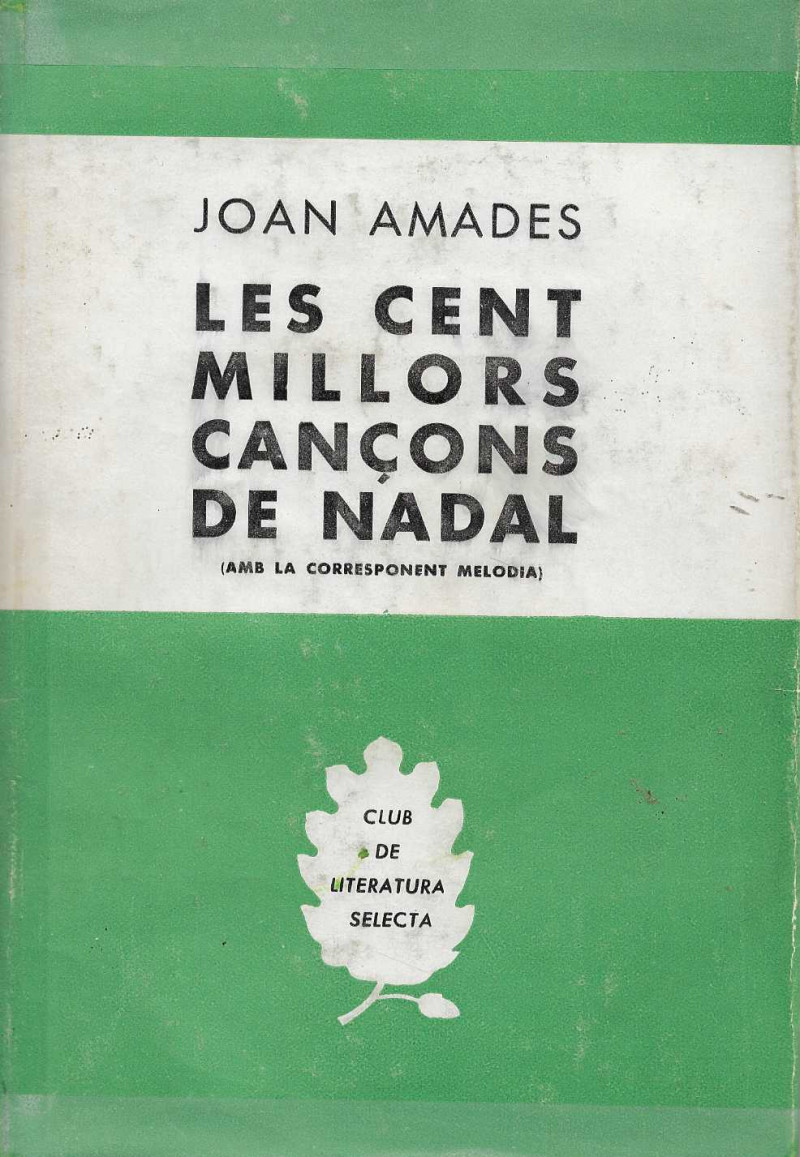 JOAN AMADES
LES CENT
MILLORS
CANÇONS
DE NADAL
(AMB LA CORRESPONENT MELODIA)
CLUB
DE
LITERATURA
SELECTA